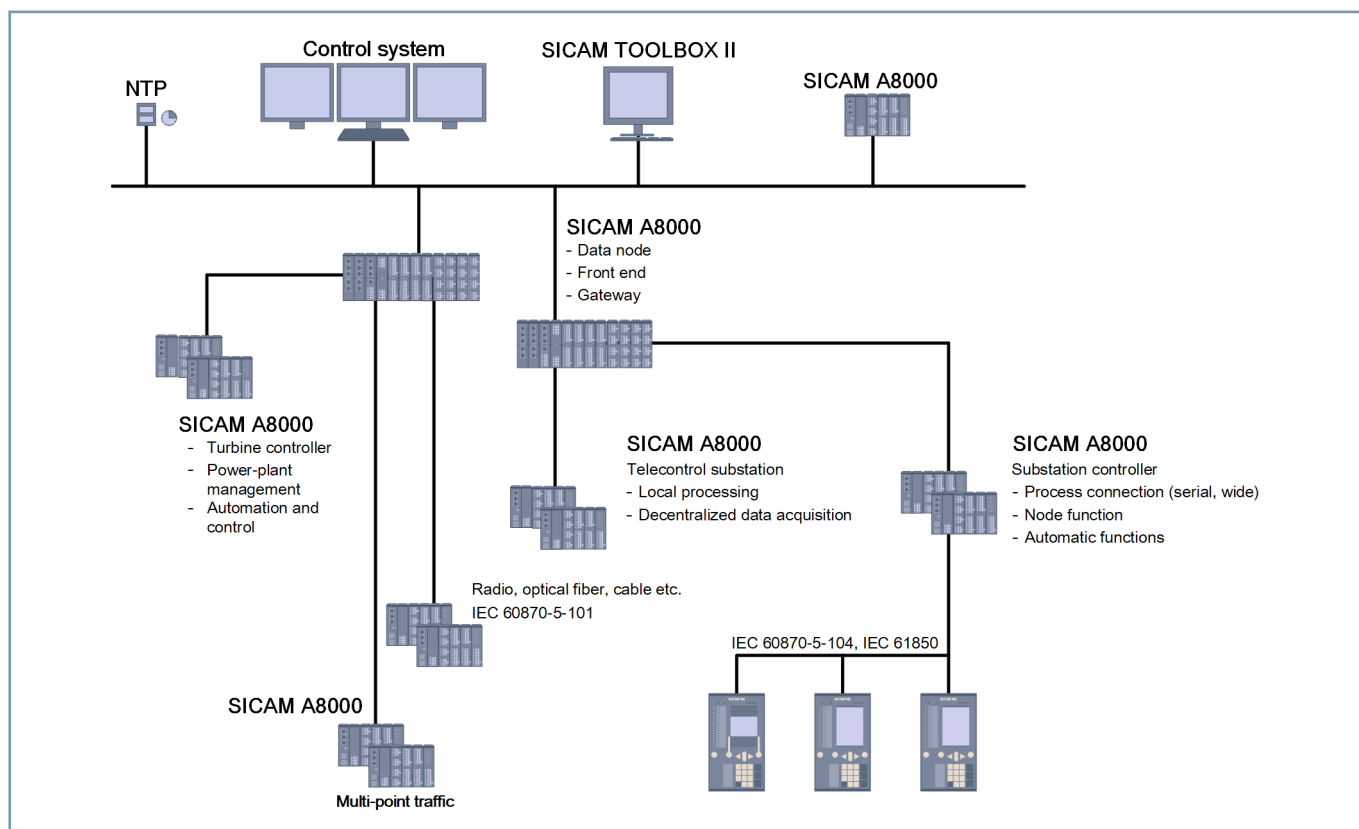 Control system
SICAM TOOLBOX II
NTP
SICAM A8000
SICAM A8000
- Data node
- Front end
- Gateway
SICAM A8000
- Turbine controller
- Power-plant
management
- Automation and
control
SICAM A8000
Telecontrol substation
- Local processing
- Decentralized data acquisition
SICAM A8000
Substation controller
- Process connection (serial, wide)
- Node function
- Automatic functions
Radio, optical fiber, cable etc.
IEC 60870-5-101
IEC 60870-5-104, IEC 61850
SICAM A8000
Multi-point traffic